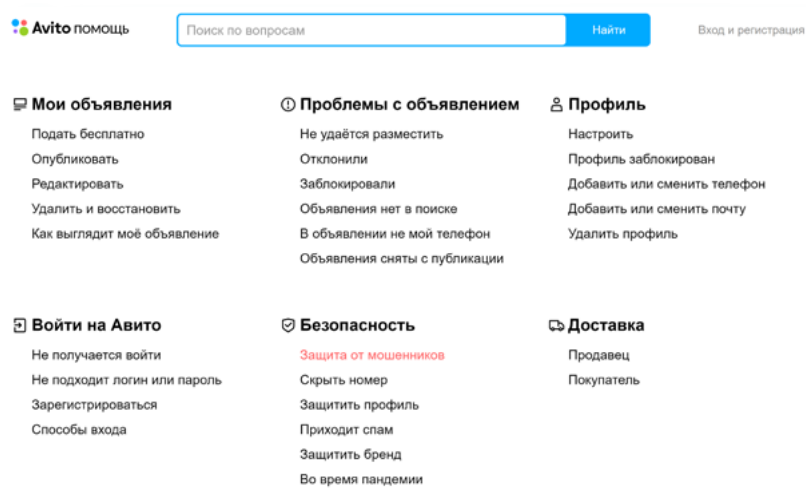 Avito помощь
Поиск по вопросам
Найти
Вход и регистрация
Мои объявления
Подать бесплатно
Опубликовать
Редактировать
Удалить и восстановить
Как выглядит моё объявление
Проблемы с объявлением
Не удаётся разместить
Отклонили
Заблокировали
Объявления нет в поиске
В объявлении не мой телефон
Объявления сняты с публикации
Профиль
Настроить
Профиль заблокирован
Добавить или сменить телефон
Добавить или сменить почту
Удалить профиль
Войти на Авито
Не получается войти
Не подходит логин или пароль
Зарегистрироваться
Способы входа
Безопасность
Защита от мошенников
Скрыть номер
Защитить профиль
Приходит спам
Защитить бренд
Во время пандемии
Доставка
Продавец
Покупатель